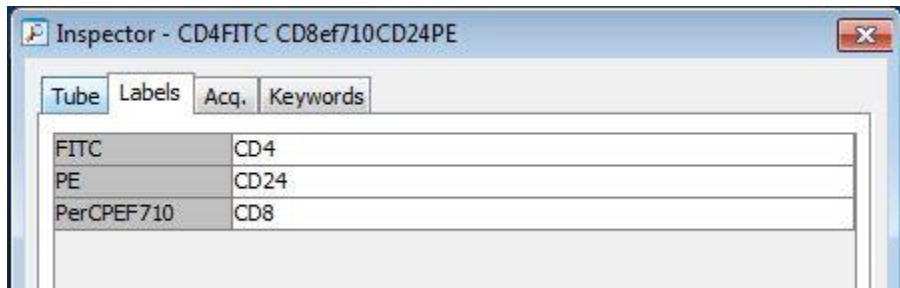 Inspector - CD4FITC CD8ef710CD24PE
Tube Labels Acq. Keywords
FITC CD4
PE CD24
PerCPEF710 CD8